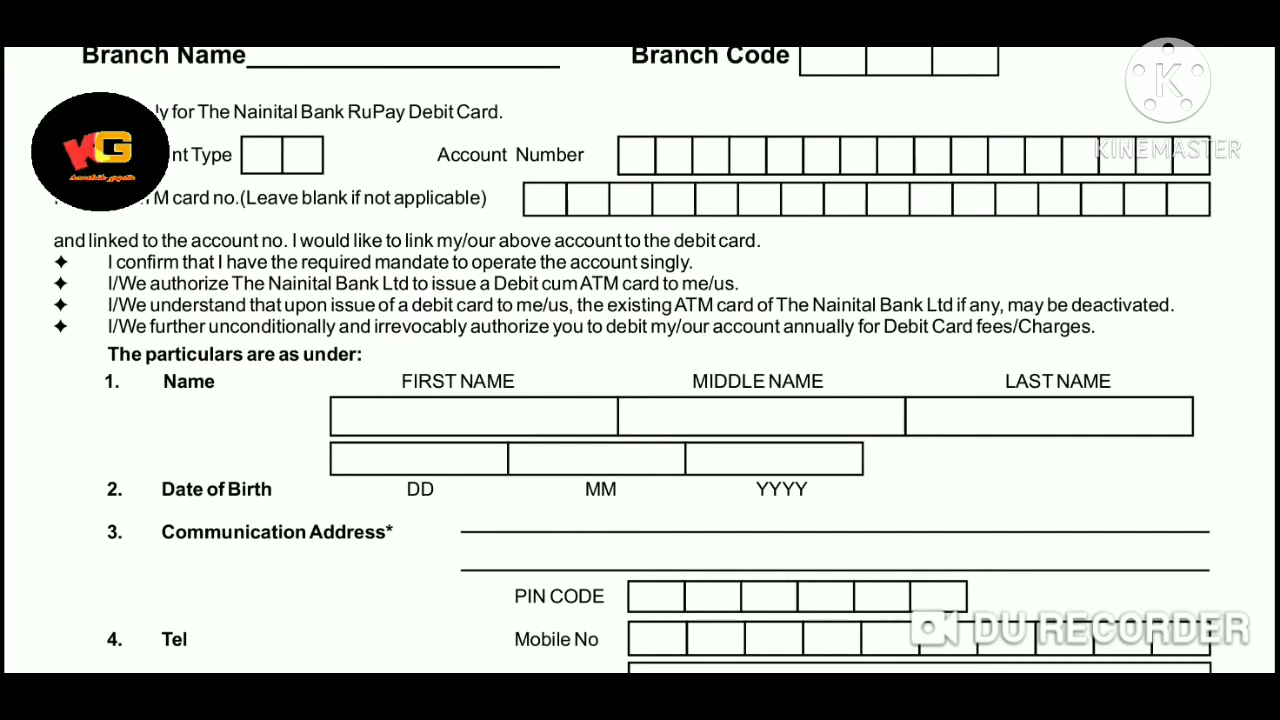 Branch Name
Branch Code
K
KINEMASTER
ly for The Nainital Bank RuPay Debit Card.
KG
nt Type
Account Number
M card no.(Leave blank if not applicable)
and linked to the account no. I would like to link my/our above account to the debit card.
✦ I confirm that I have the required mandate to operate the account singly.
✦ I/We authorize The Nainital Bank Ltd to issue a Debit cum ATM card to me/us.
✦ I/We understand that upon issue of a debit card to me/us, the existing ATM card of The Nainital Bank Ltd if any, may be deactivated.
✦ I/We further unconditionally and irrevocably authorize you to debit my/our account annually for Debit Card fees/Charges.
The particulars are as under:
1. Name FIRST NAME MIDDLE NAME LAST NAME
2. Date of Birth DD MM YYYY
3. Communication Address*
PIN CODE
4. Tel Mobile No
DU RECORDER